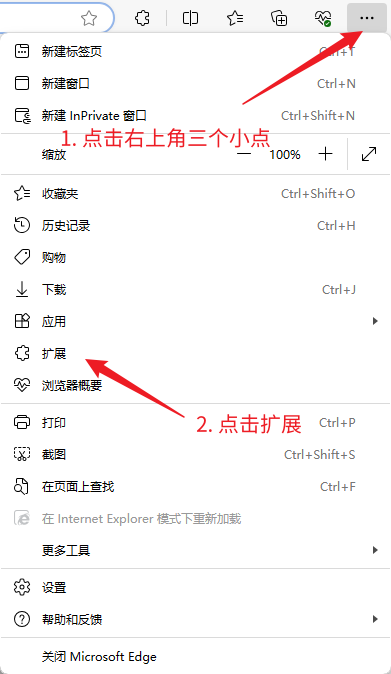 新建标签页 Ctrl+T
新建窗口 Ctrl+N
新建 InPrivate 窗口 Ctrl+Shift+N
1. 点击右上角三个小点
缩放 100%
收藏夹 Ctrl+Shift+O
历史记录 Ctrl+H
购物
下载 Ctrl+J
应用
扩展
浏览器概要
2. 点击扩展
打印 Ctrl+P
截图 Ctrl+Shift+S
在页面上查找 Ctrl+F
在 Internet Explorer 模式下重新加载
更多工具
设置
帮助和反馈
关闭 Microsoft Edge